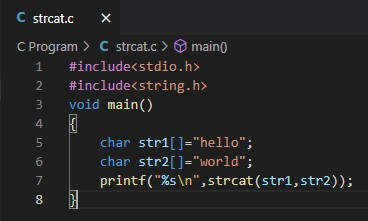 C strcat.c ×
C Program > C strcat.c > main()
1 #include<stdio.h>
2 #include<string.h>
3 void main()
4 {
5 char str1[]="hello";
6 char str2[]="world";
7 printf("%s\n",strcat(str1,str2));
8 }